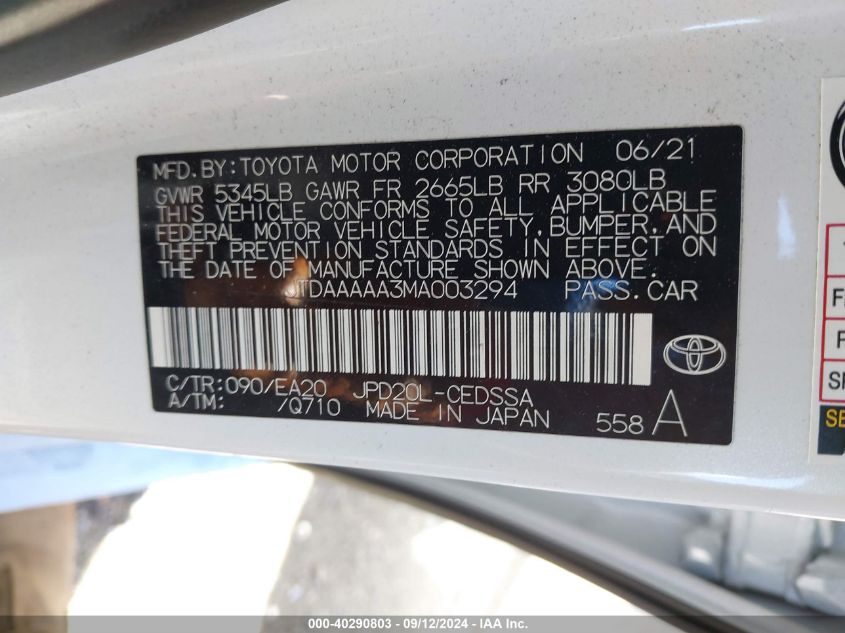 MFD.BY:TOYOTA MOTOR CORPORATION 06/21
GVWR 5345LB GAWR FR 2665LB RR 3080LB
THIS VEHICLE CONFORMS TO ALL APPLICABLE
FEDERAL MOTOR VEHICLE SAFETY,BUMPER,AND
THEFT PREVENTION STANDARDS IN EFFECT ON
THE DATE OF MANUFACTURE SHOWN ABOVE.
JTDAAAAA3MA003294 PASS.CAR
C/TR:090/EA20 JPD20L-CEDSSA
A/TM: /Q710 MADE IN JAPAN
558 A
000-40290803 - 09/12/2024 - IAA Inc.